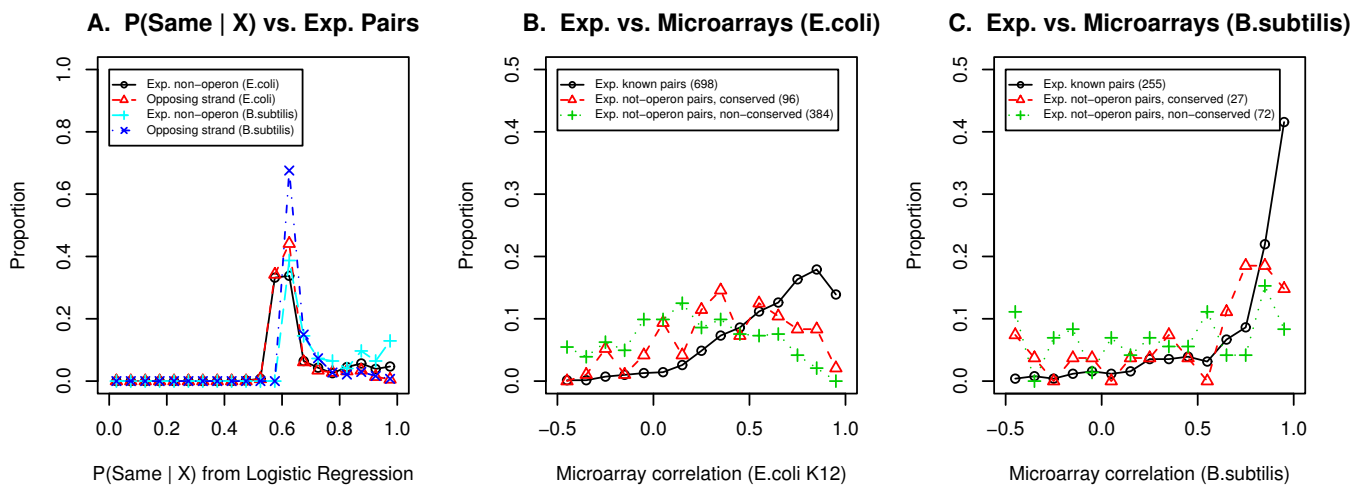 A. P(Same | X) vs. Exp. Pairs
Proportion
0.0 0.2 0.4 0.6 0.8 1.0
Exp. non−operon (E.coli)
Opposing strand (E.coli)
Exp. non−operon (B.subtilis)
Opposing strand (B.subtilis)
0.0 0.2 0.4 0.6 0.8 1.0
P(Same | X) from Logistic Regression
B. Exp. vs. Microarrays (E.coli)
Proportion
0.0 0.1 0.2 0.3 0.4 0.5
Exp. known pairs (698)
Exp. not−operon pairs, conserved (96)
Exp. not−operon pairs, non−conserved (384)
−0.5 0.0 0.5 1.0
Microarray correlation (E.coli K12)
C. Exp. vs. Microarrays (B.subtilis)
Proportion
0.0 0.1 0.2 0.3 0.4 0.5
Exp. known pairs (255)
Exp. not−operon pairs, conserved (27)
Exp. not−operon pairs, non−conserved (72)
−0.5 0.0 0.5 1.0
Microarray correlation (B.subtilis)